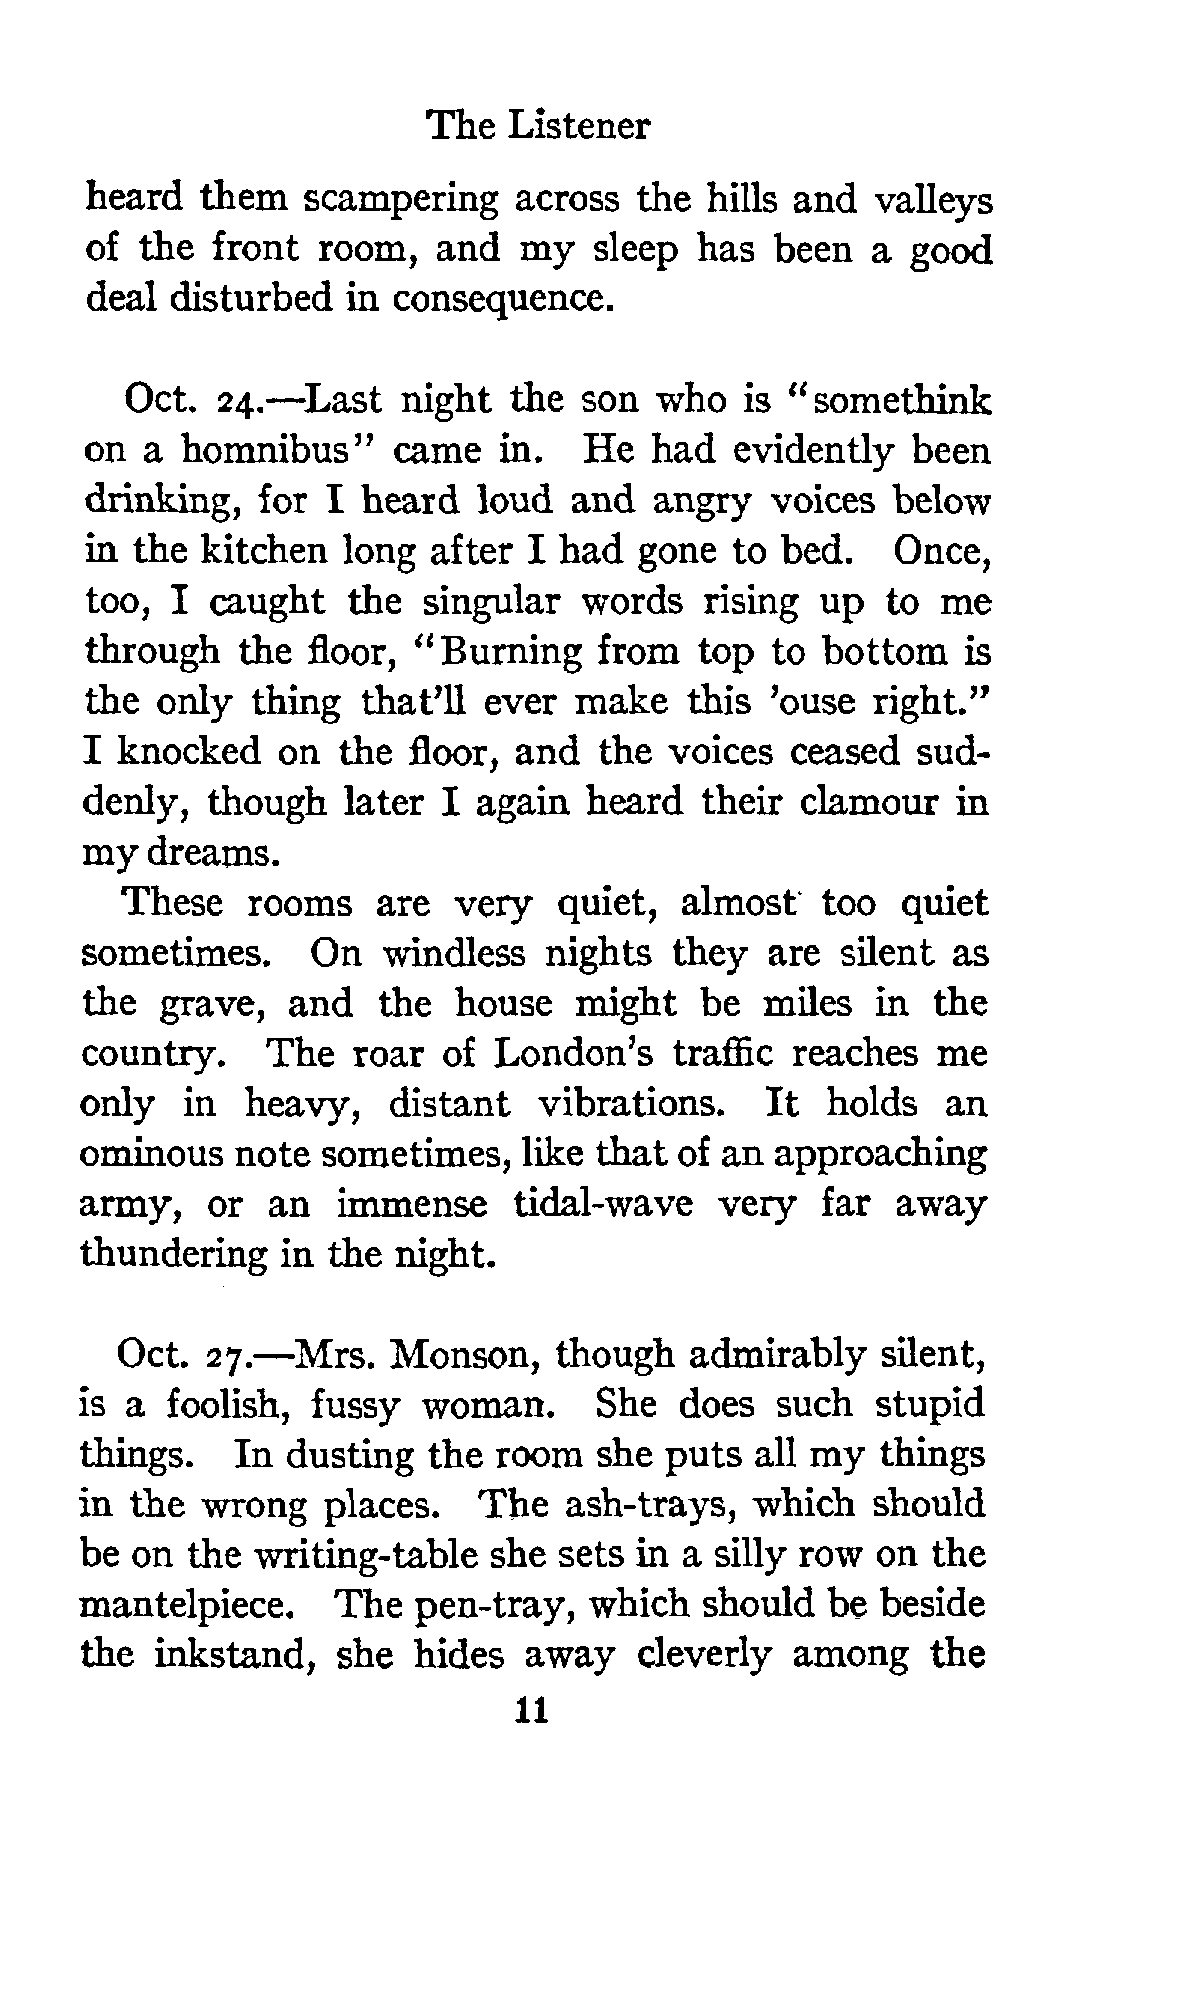 The Listener
heard them scampering across the hills and valleys
of the front room, and my sleep has been a good
deal disturbed in consequence.
Oct. 24.—Last night the son who is "somethink
on a homnibus" came in. He had evidently been
drinking, for I heard loud and angry voices below
in the kitchen long after I had gone to bed. Once,
too, I caught the singular words rising up to me
through the floor, "Burning from top to bottom is
the only thing that'll ever make this 'ouse right."
I knocked on the floor, and the voices ceased sud-
denly, though later I again heard their clamour in
my dreams.
These rooms are very quiet, almost too quiet
sometimes. On windless nights they are silent as
the grave, and the house might be miles in the
country. The roar of London's traffic reaches me
only in heavy, distant vibrations. It holds an
ominous note sometimes, like that of an approaching
army, or an immense tidal-wave very far away
thundering in the night.
Oct. 27.—Mrs. Monson, though admirably silent,
is a foolish, fussy woman. She does such stupid
things. In dusting the room she puts all my things
in the wrong places. The ash-trays, which should
be on the writing-table she sets in a silly row on the
mantelpiece. The pen-tray, which should be beside
the inkstand, she hides away cleverly among the
11